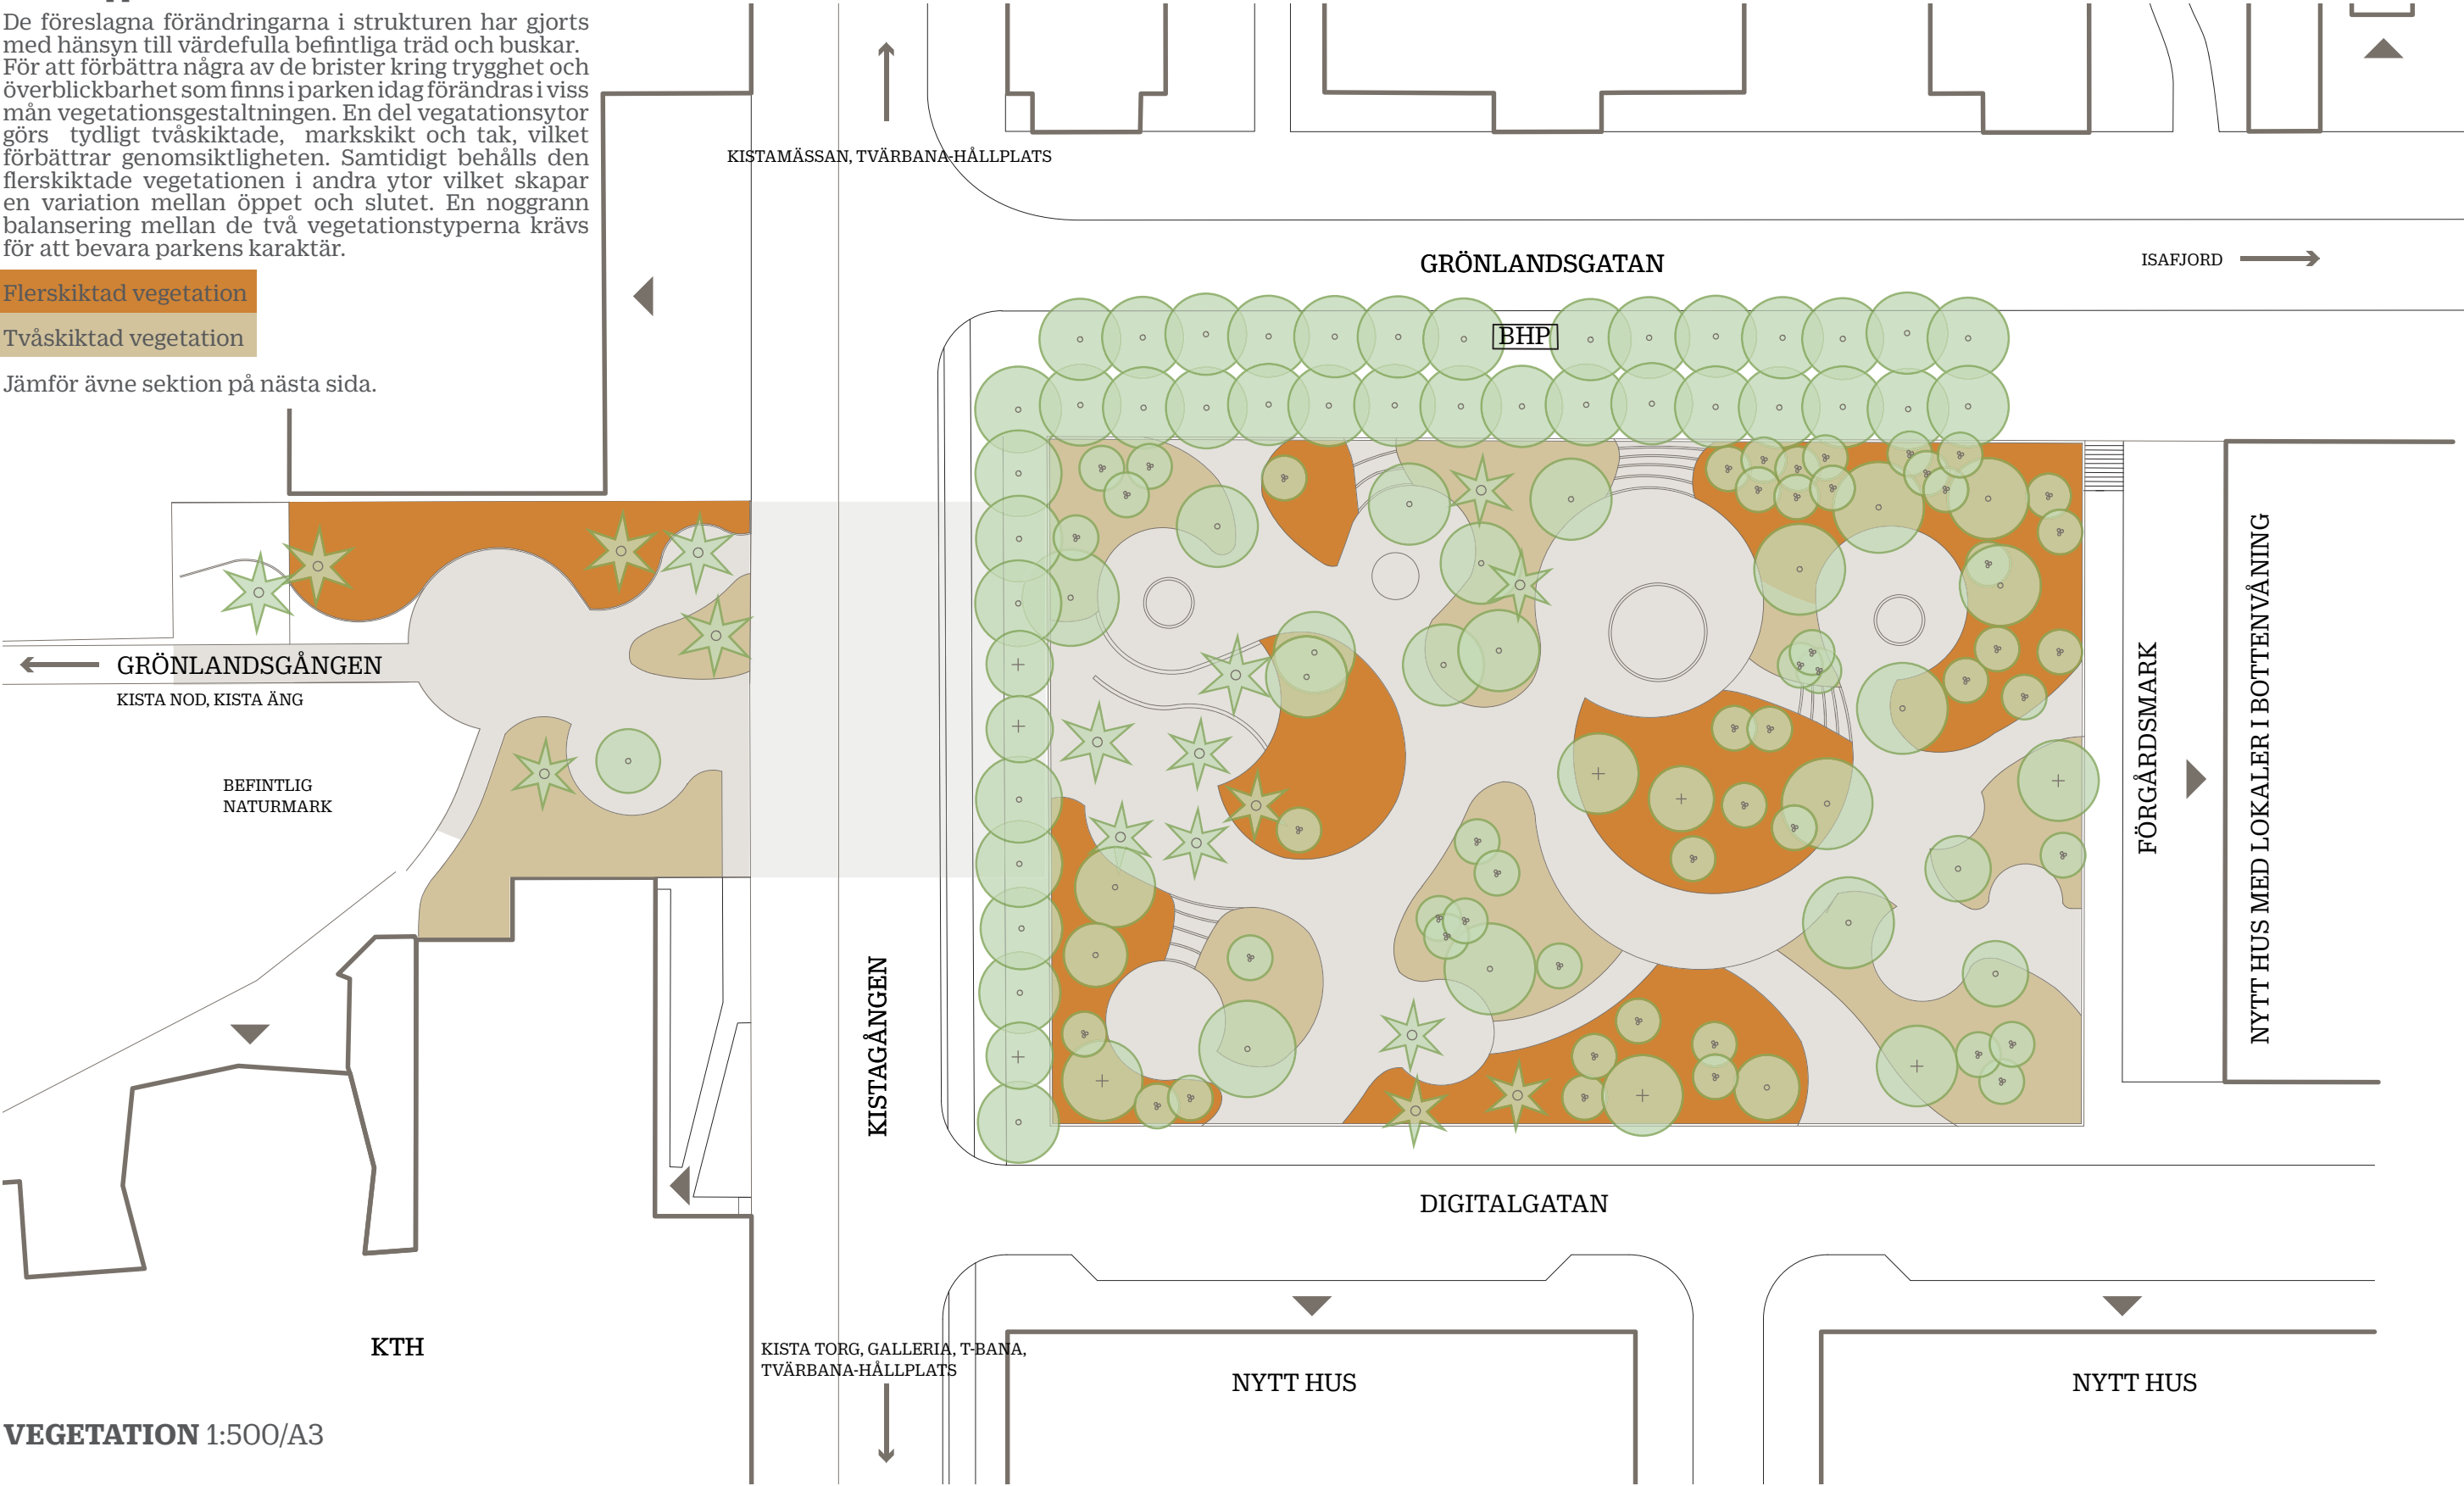 De föreslagna förändringarna i strukturen har gjorts
med hänsyn till värdefulla befintliga träd och buskar.
För att förbättra några av de brister kring trygghet och
överblickbarhet som finns i parken idag förändras i viss
mån vegetationsgestaltningen. En del vegatationsytor
görs tydligt tvåskiktade, markskikt och tak, vilket
förbättrar genomsiktligheten. Samtidigt behålls den
flerskiktade vegetationen i andra ytor vilket skapar
en variation mellan öppet och slutet. En noggrann
balansering mellan de två vegetationstyperna krävs
för att bevara parkens karaktär.
Flerskiktad vegetation
Tvåskiktad vegetation
Jämför ävne sektion på nästa sida.
KISTAMÄSSAN, TVÄRBANA-HÅLLPLATS
GRÖNLANDSGATAN
ISAFJORD
BHP
GRÖNLANDSGÅNGEN
KISTA NOD, KISTA ÄNG
BEFINTLIG
NATURMARK
KISTAGÅNGEN
FÖRGÅRDSMARK
NYTT HUS MED LOKALER I BOTTENVÅNING
DIGITALGATAN
KTH
KISTA TORG, GALLERIA, T-BANA,
TVÄRBANA-HÅLLPLATS
NYTT HUS
NYTT HUS
VEGETATION 1:500/A3